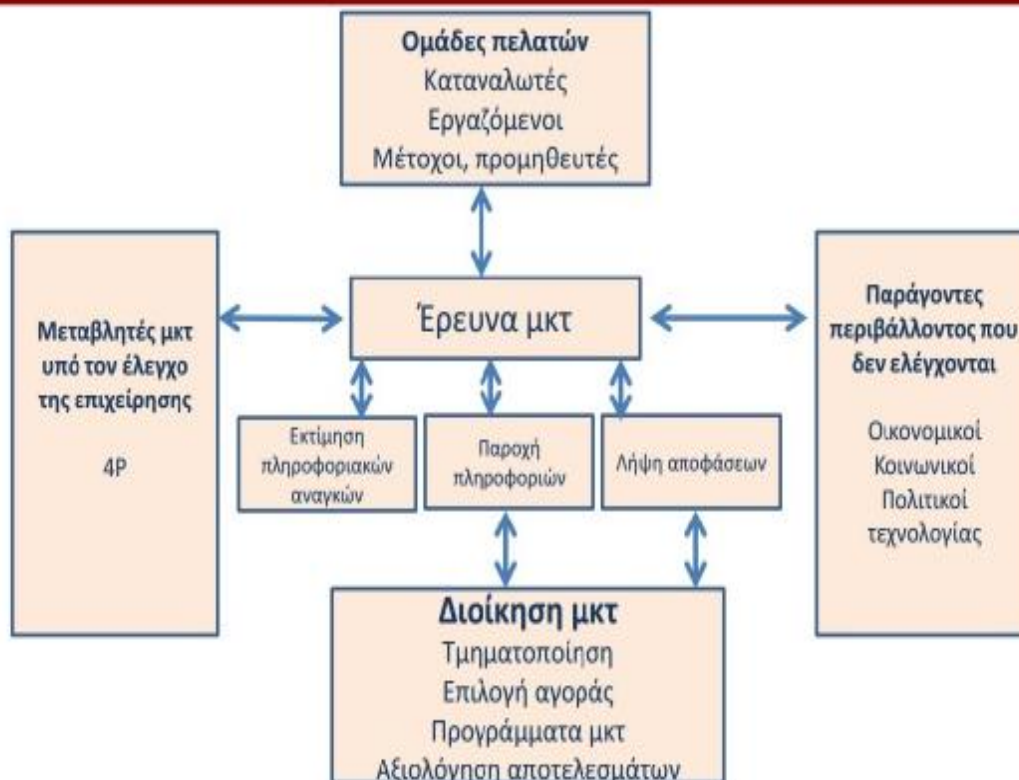 Ομάδες πελατών
Καταναλωτές
Εργαζόμενοι
Μέτοχοι, προμηθευτές
Μεταβλητές μκτ
υπό τον έλεγχο
της επιχείρησης
4P
Έρευνα μκτ
Παράγοντες
περιβάλλοντος που
δεν ελέγχονται
Οικονομικοί
Κοινωνικοί
Πολιτικοί
τεχνολογίας
Εκτίμηση
πληροφοριακών
αναγκών
Παροχή
πληροφοριών
Λήψη αποφάσεων
Διοίκηση μκτ
Τμηματοποίηση
Επιλογή αγοράς
Προγράμματα μκτ
Αξιολόγηση αποτελεσμάτων